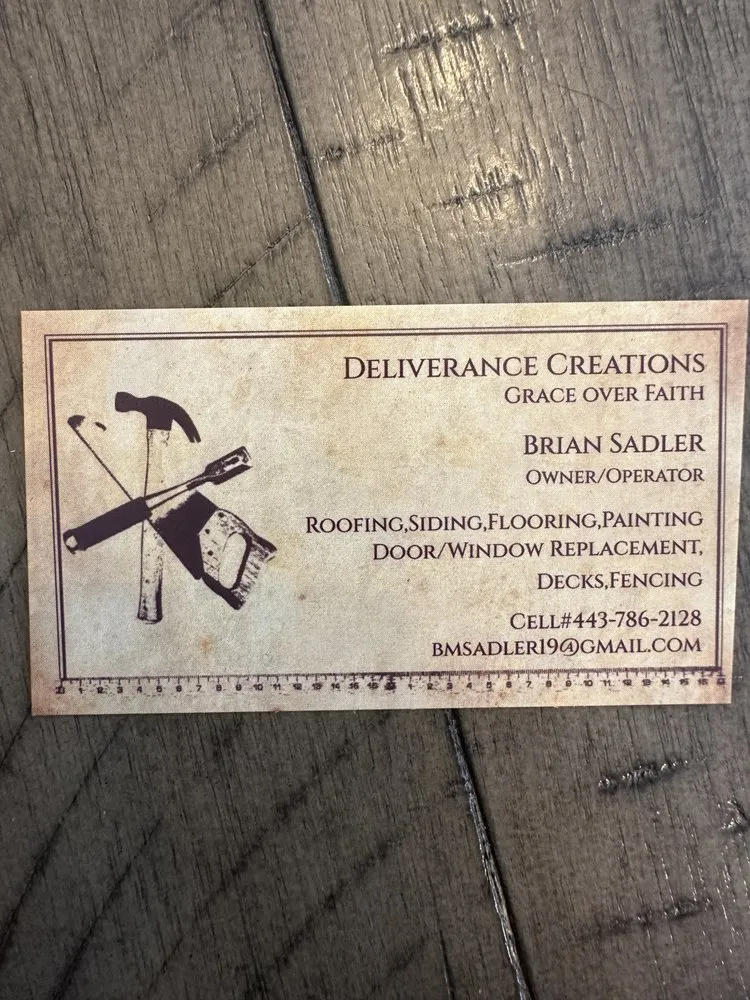 Deliverance Creations
Grace over Faith
Brian Sadler
Owner/Operator
Roofing,Siding,Flooring,Painting
Door/Window Replacement,
Decks,Fencing
Cell#443-786-2128
bmsadler19@gmail.com